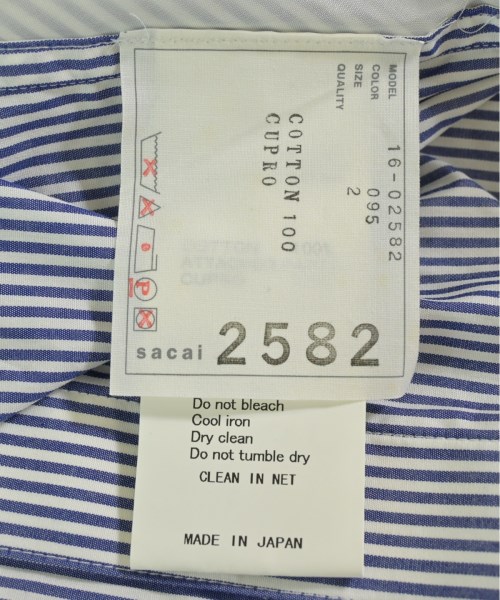 MODEL 16-02582
COLOR 095
SIZE 2
QUALITY
COTTON 100
CUPRO
P
sacai 2582
Do not bleach
Cool iron
Dry clean
Do not tumble dry
CLEAN IN NET
MADE IN JAPAN